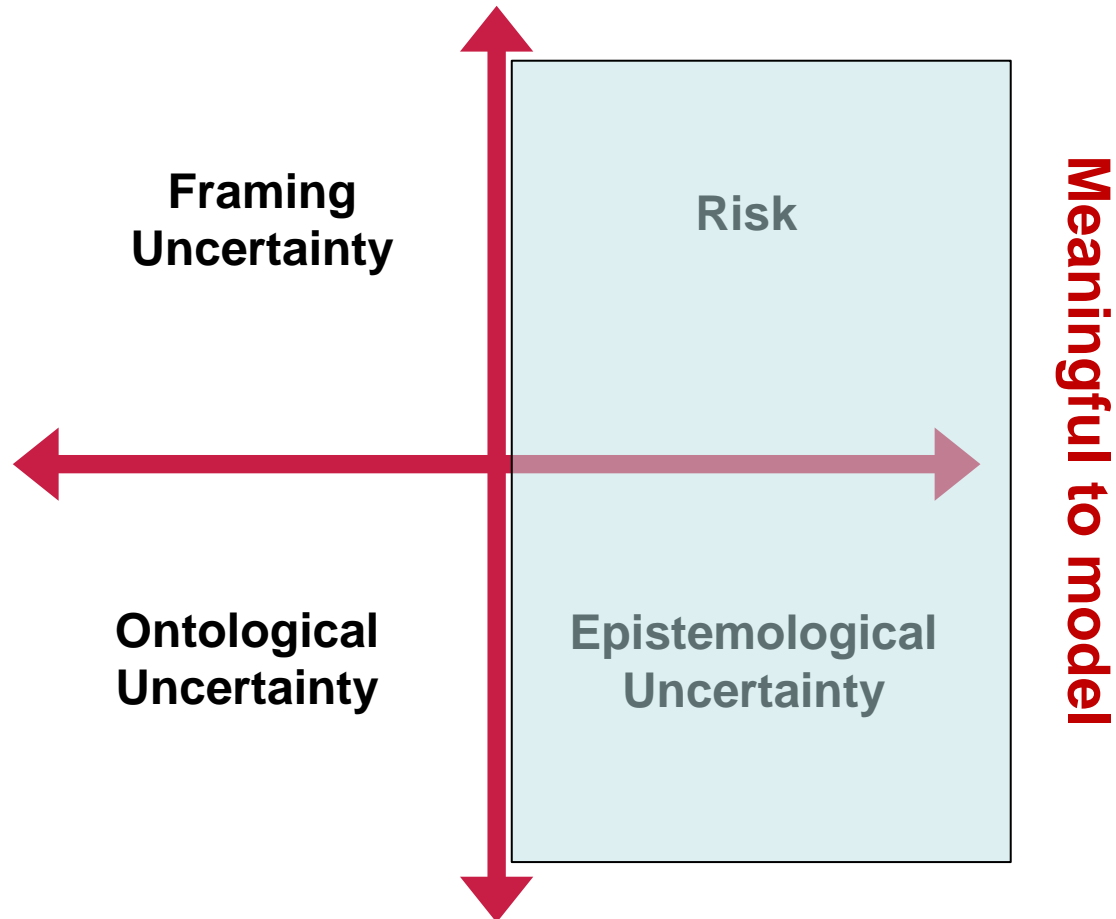 Framing
Uncertainty
Risk
Ontological
Uncertainty
Epistemological
Uncertainty
Meaningful to model